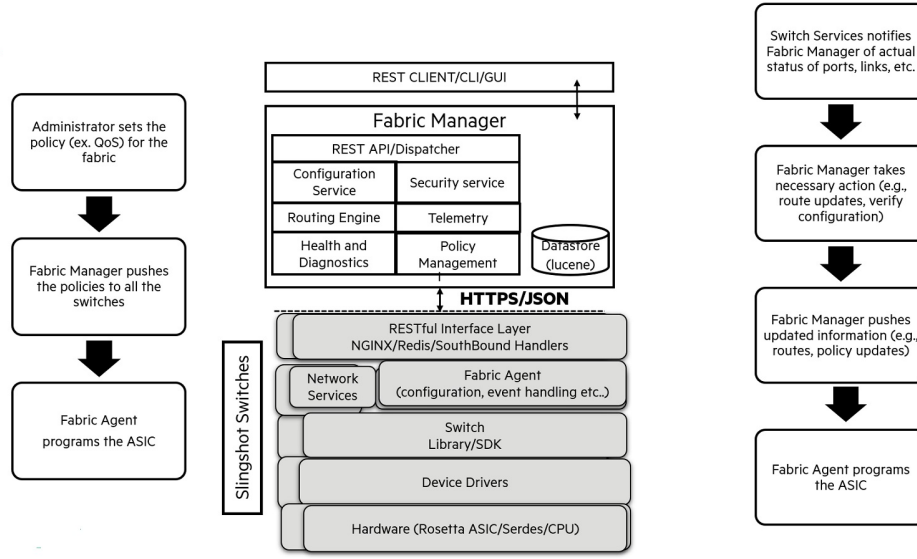 Administrator sets the
policy (ex. QoS) for the
fabric
Fabric Manager pushes
the policies to all the
switches
Fabric Agent
programs the ASIC
REST CLIENT/CLI/GUI
Fabric Manager
REST API/Dispatcher
Configuration
Service
Security service
Routing Engine
Telemetry
Health and
Diagnostics
Policy
Management
Datastore
(lucene)
HTTPS/JSON
Slingshot Switches
RESTful Interface Layer
NGINX/Redis/SouthBound Handlers
Network
Services
Fabric Agent
(configuration, event handling etc..)
Switch
Library/SDK
Device Drivers
Hardware (Rosetta ASIC/Serdes/CPU)
Switch Services notifies
Fabric Manager of actual
status of ports, links, etc.
Fabric Manager takes
necessary action (e.g.,
route updates, verify
configuration)
Fabric Manager pushes
updated information (e.g.,
routes, policy updates)
Fabric Agent programs
the ASIC